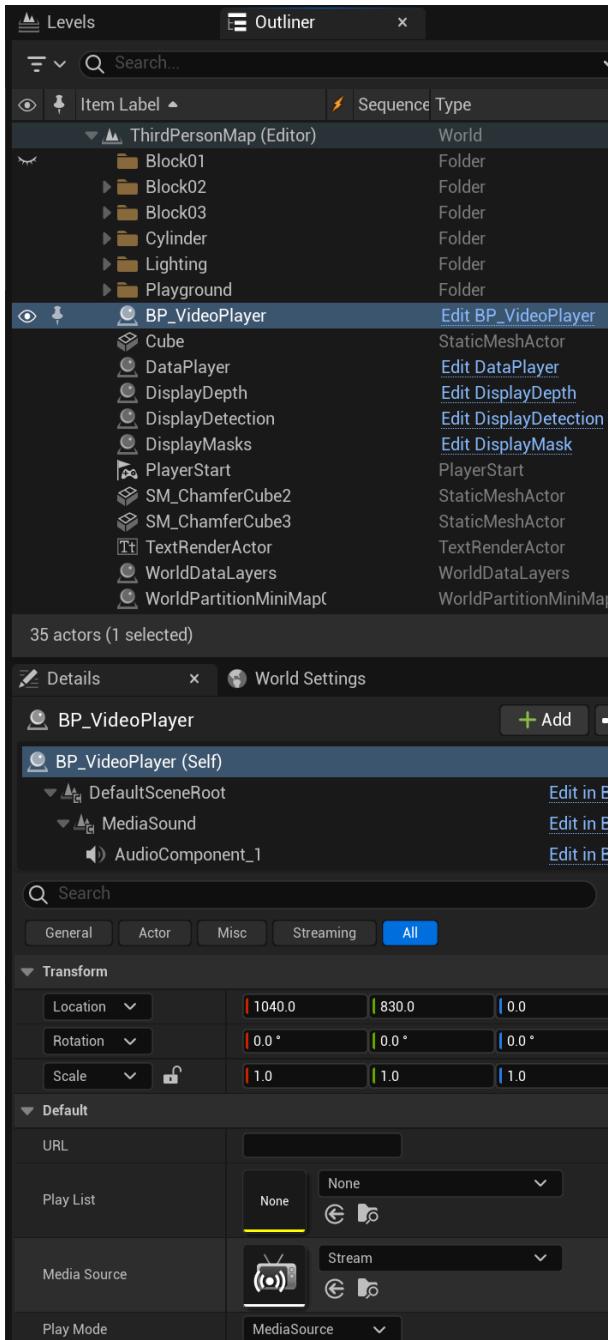 Levels Outliner ×
Search...
Item Label Sequence Type
ThirdPersonMap (Editor) World
Block01 Folder
Block02 Folder
Block03 Folder
Cylinder Folder
Lighting Folder
Playground Folder
BP_VideoPlayer Edit BP_VideoPlayer
Cube StaticMeshActor
DataPlayer Edit DataPlayer
DisplayDepth Edit DisplayDepth
DisplayDetection Edit DisplayDetection
DisplayMasks Edit DisplayMask
PlayerStart PlayerStart
SM_ChamferCube2 StaticMeshActor
SM_ChamferCube3 StaticMeshActor
Tt TextRenderActor TextRenderActor
WorldDataLayers WorldDataLayers
WorldPartitionMiniMap( WorldPartitionMiniMap
35 actors (1 selected)
Details × World Settings
BP_VideoPlayer + Add
BP_VideoPlayer (Self)
DefaultSceneRoot Edit in B
MediaSound Edit in B
AudioComponent_1 Edit in B
Search
General Actor Misc Streaming All
Transform
Location 1040.0 830.0 0.0
Rotation 0.0 ° 0.0 ° 0.0 °
Scale 1.0 1.0 1.0
Default
URL
Play List None None
Media Source Stream
Play Mode MediaSource